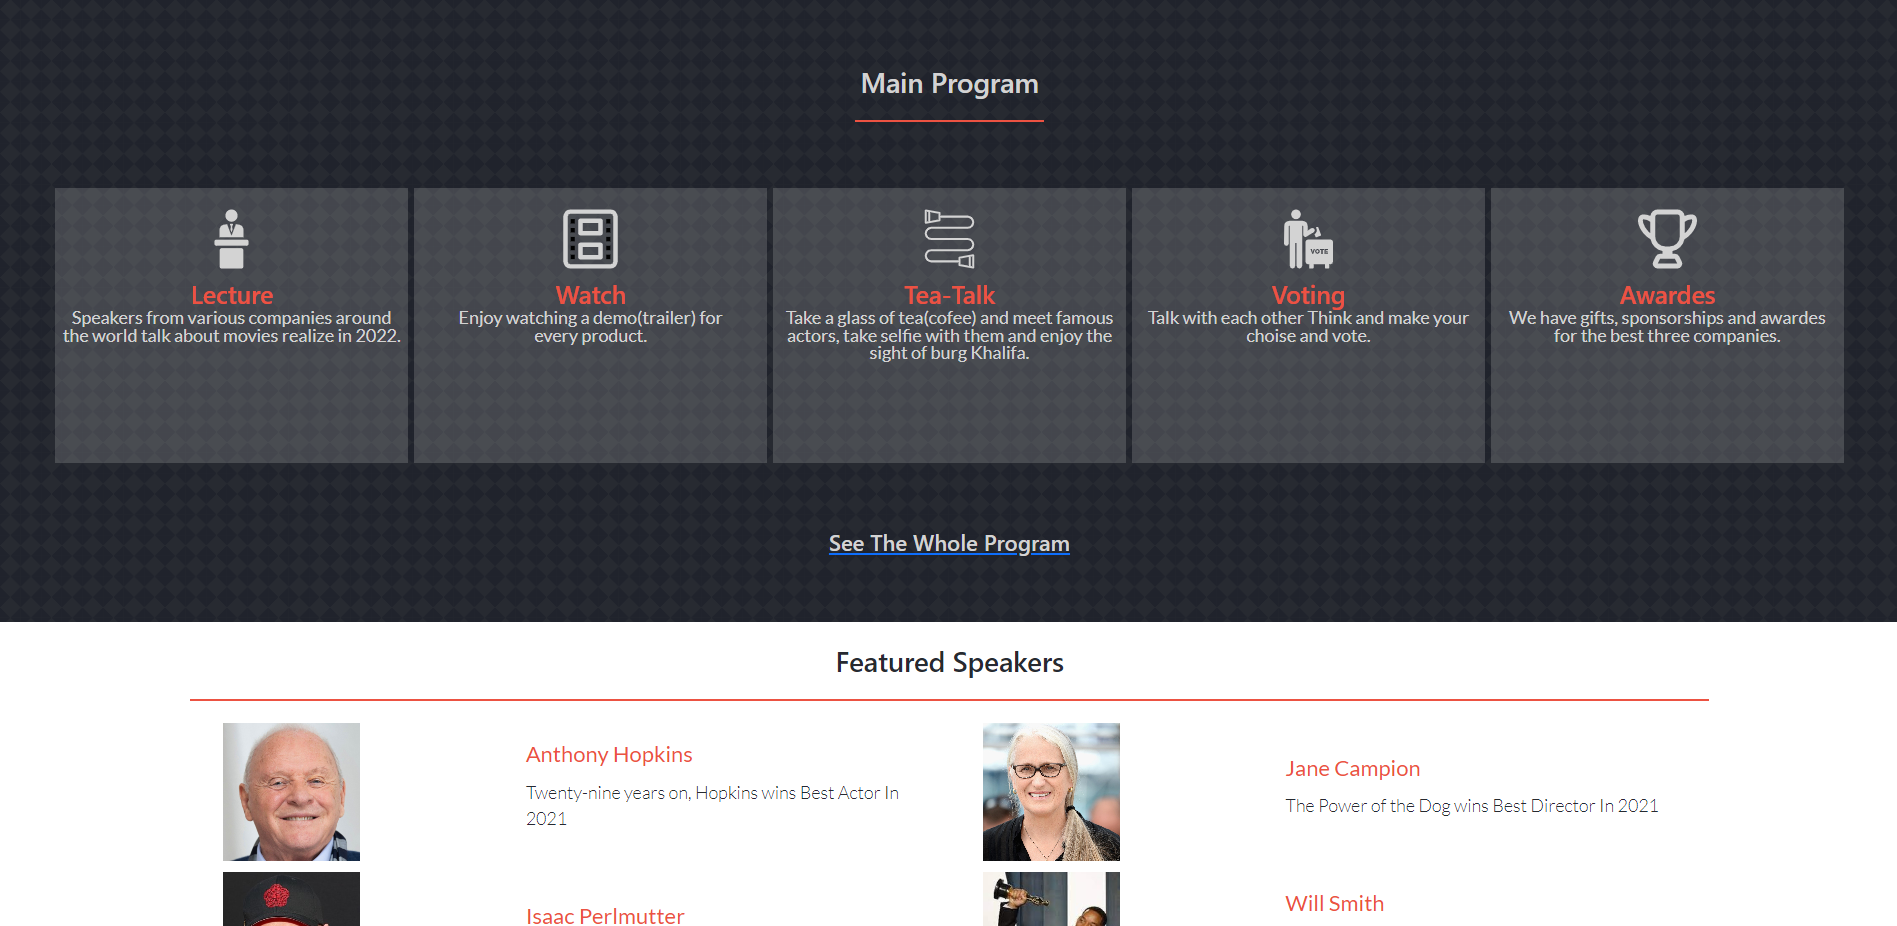 Main Program
Lecture
Speakers from various companies around
the world talk about movies realize in 2022.
Watch
Enjoy watching a demo(trailer) for
every product.
Tea-Talk
Take a glass of tea(cofee) and meet famous
actors, take selfie with them and enjoy the
sight of burg Khalifa.
VOTE
Voting
Talk with each other Think and make your
choise and vote.
Awardes
We have gifts, sponsorships and awardes
for the best three companies.
See The Whole Program
Featured Speakers
Anthony Hopkins
Twenty-nine years on, Hopkins wins Best Actor In
2021
Jane Campion
The Power of the Dog wins Best Director In 2021
Isaac Perlmutter
Will Smith